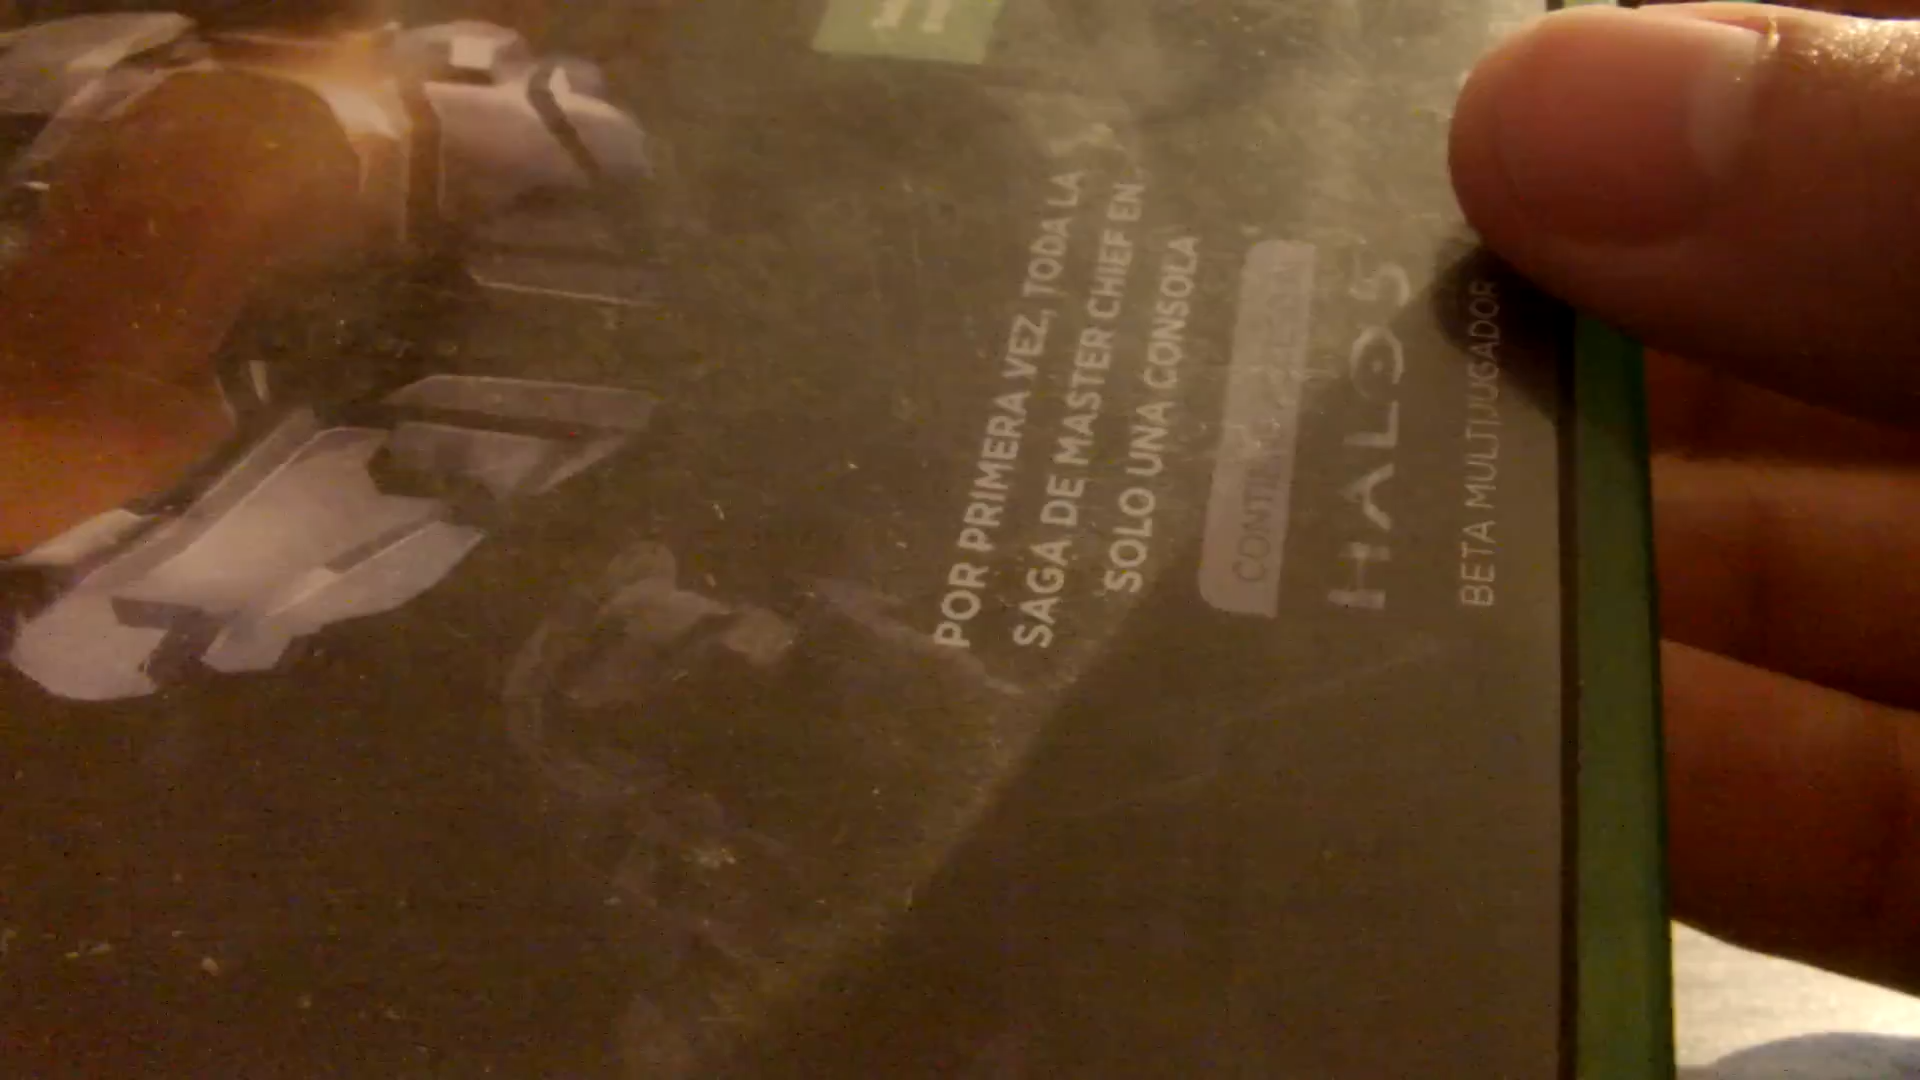 POR PRIMERA VEZ, TODA LA
SAGA DE MASTER CHIEF EN
SOLO UNA CONSOLA
HALO 5
BETA MULTIJUGADOR